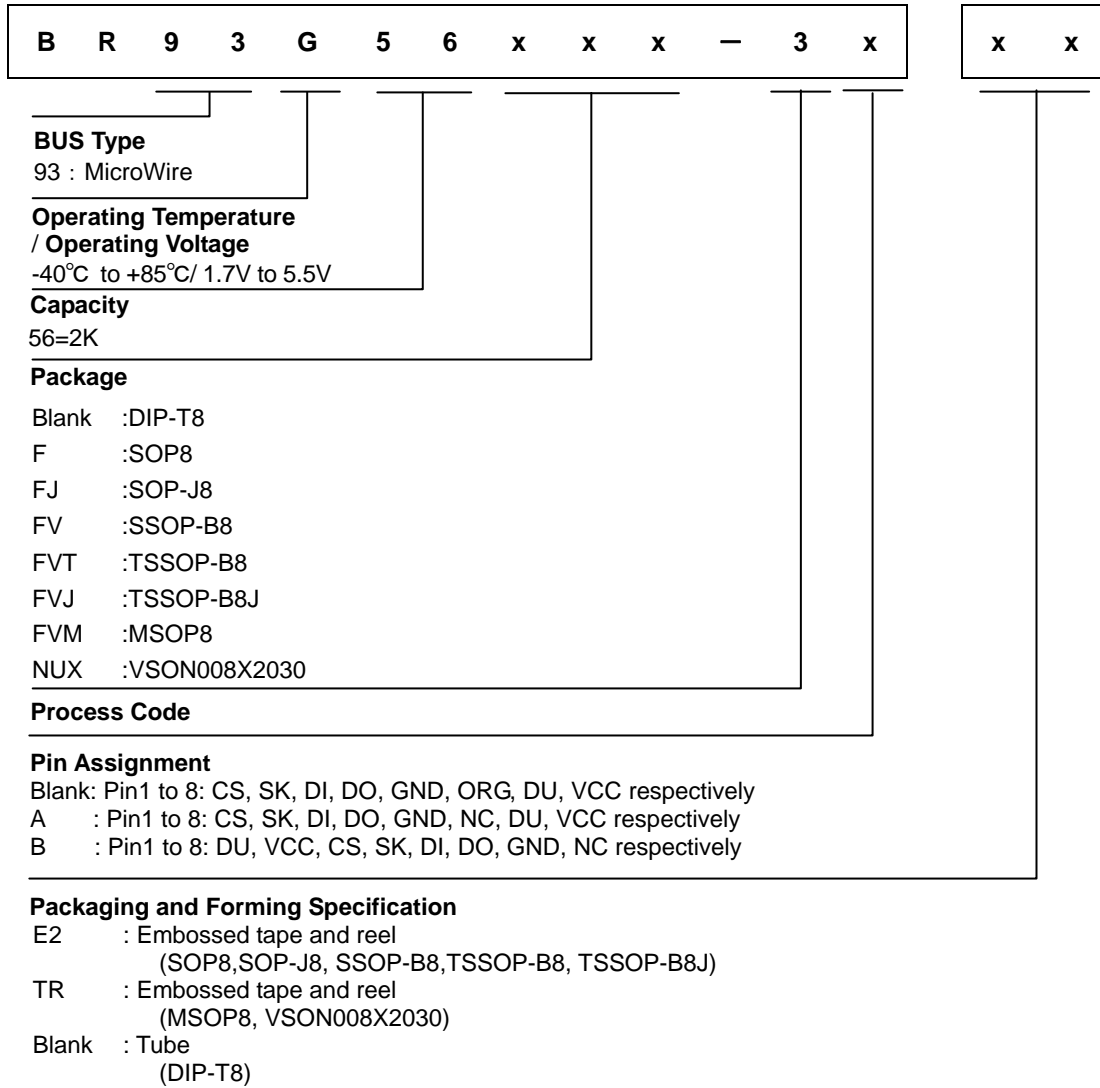 B R 9 3 G 5 6 x x x － 3 x x x
BUS Type
93：MicroWire
Operating Temperature
/ Operating Voltage
-40℃ to +85℃/ 1.7V to 5.5V
Capacity
56=2K
Package
Blank :DIP-T8
F :SOP8
FJ :SOP-J8
FV :SSOP-B8
FVT :TSSOP-B8
FVJ :TSSOP-B8J
FVM :MSOP8
NUX :VSON008X2030
Process Code
Pin Assignment
Blank: Pin1 to 8: CS, SK, DI, DO, GND, ORG, DU, VCC respectively
A : Pin1 to 8: CS, SK, DI, DO, GND, NC, DU, VCC respectively
B : Pin1 to 8: DU, VCC, CS, SK, DI, DO, GND, NC respectively
Packaging and Forming Specification
E2 : Embossed tape and reel
(SOP8,SOP-J8, SSOP-B8,TSSOP-B8, TSSOP-B8J)
TR : Embossed tape and reel
(MSOP8, VSON008X2030)
Blank : Tube
(DIP-T8)